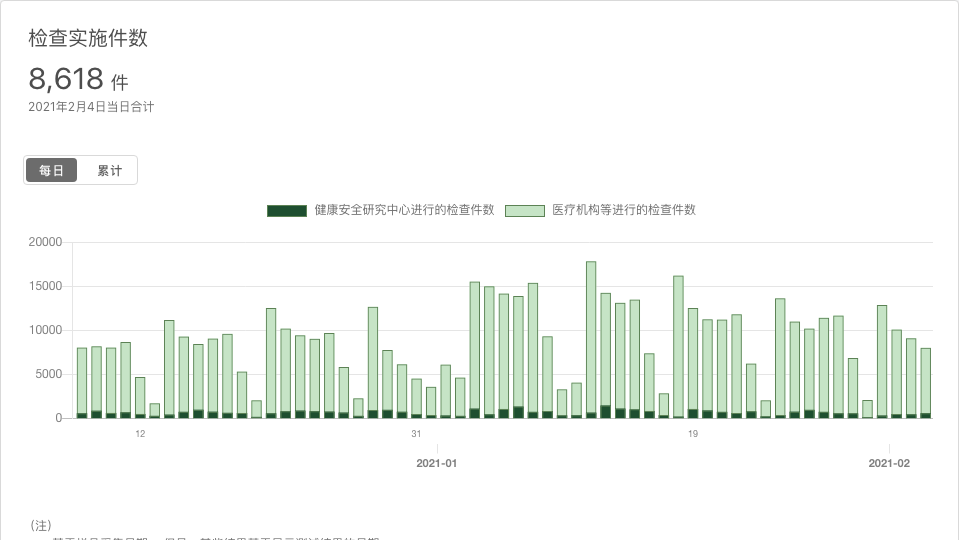 检查实施件数
8,618 件
2021年2月4日当日合计
每日 累计
健康安全研究中心进行的检查件数 医疗机构等进行的检查件数
20000
15000
10000
5000
0
12 31 19
2021-01 2021-02
(注)